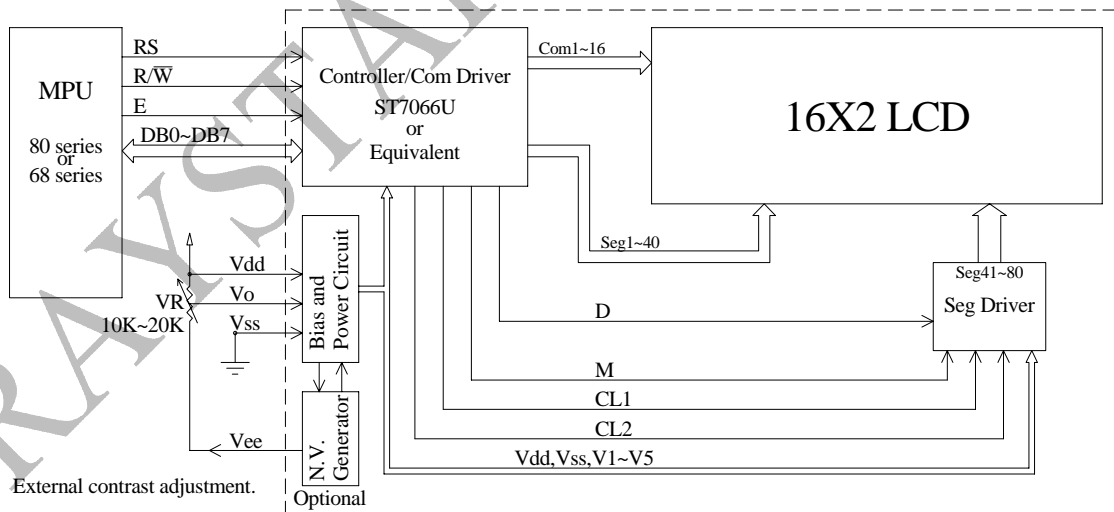 RS
R/W̅
E
DB0~DB7
MPU
80 series
or
68 series
Controller/Com Driver
ST7066U
or
Equivalent
Com1~16
16X2 LCD
Seg1~40
Seg41~80
Seg Driver
Vdd
Vo
Vss
VR
10K~20K
Bias and
Power Circuit
D
M
CL1
CL2
Vdd,Vss,V1~V5
Vee
N.V.
Generator
Optional
External contrast adjustment.
RAYSTA